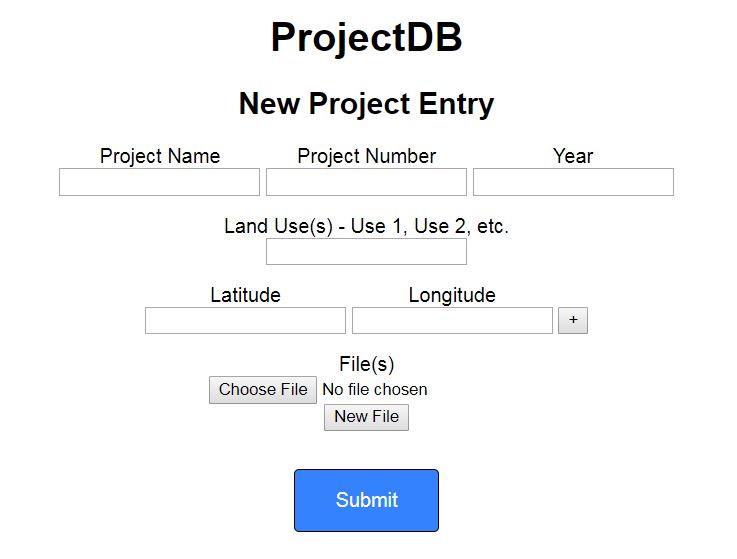 ProjectDB
New Project Entry
Project Name Project Number Year
Land Use(s) - Use 1, Use 2, etc.
Latitude Longitude
+
File(s)
Choose File No file chosen
New File
Submit